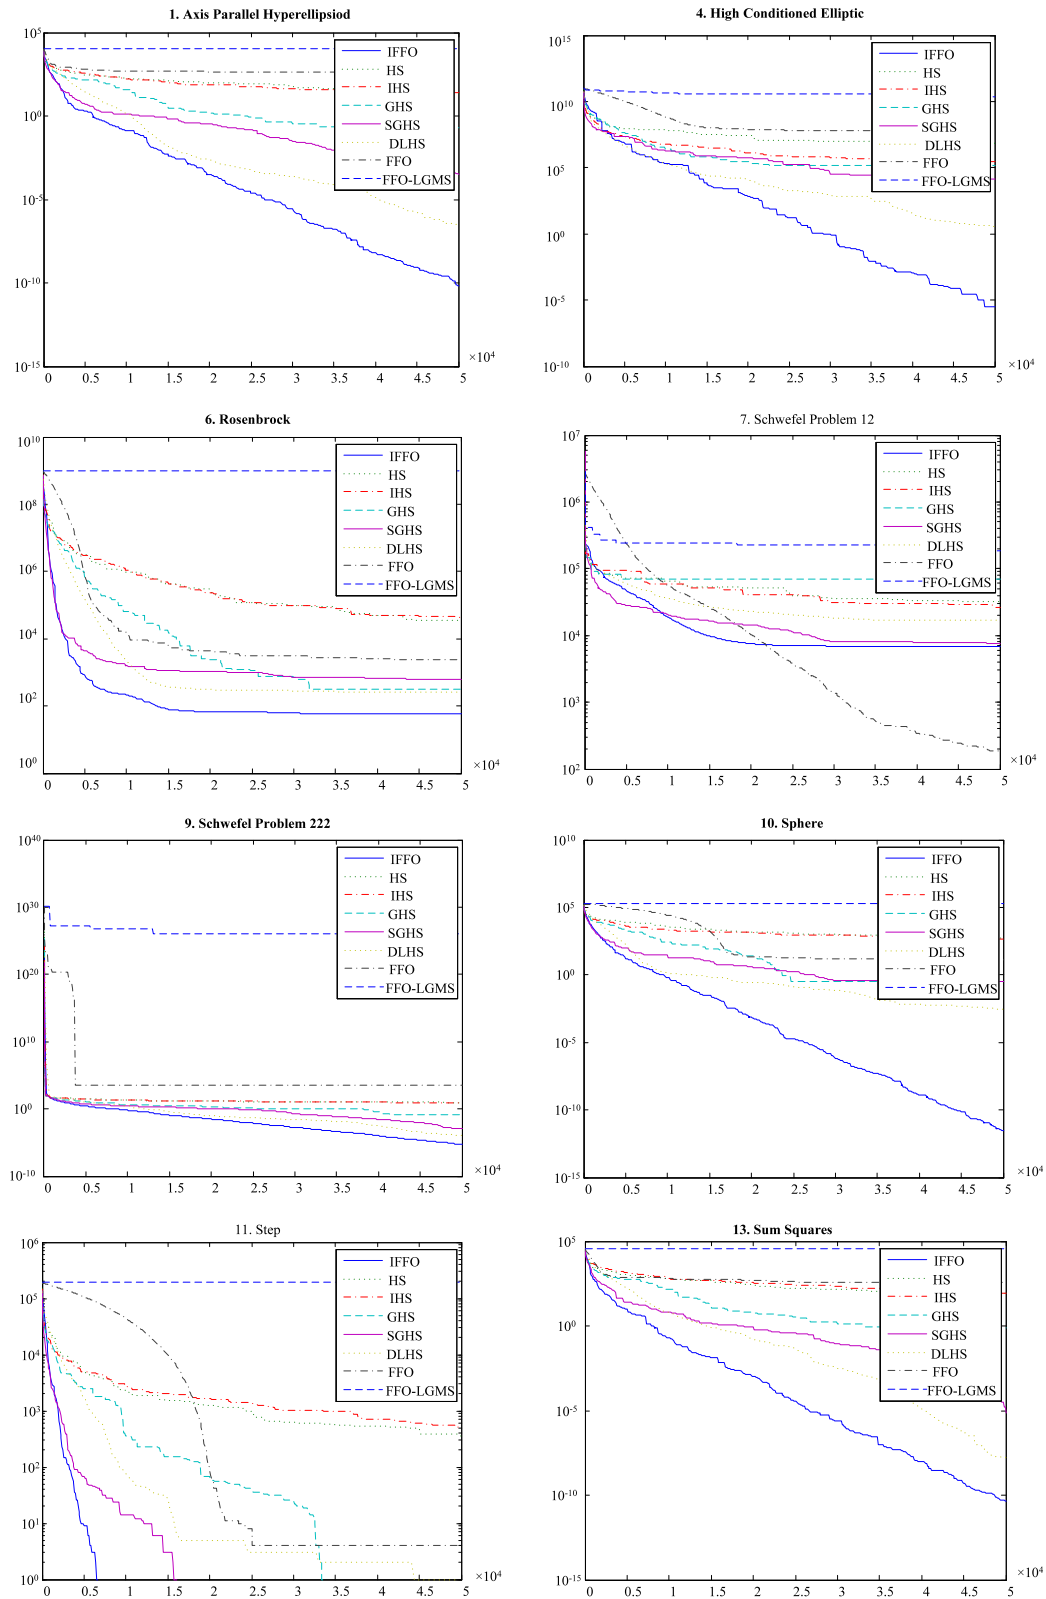 1. Axis Parallel Hyperellipsiod
10^5
10^0
10^-5
10^-10
10^-15
IFFO
HS
IHS
GHS
SGHS
DLHS
FFO
FFO-LGMS
×10^4
0 0.5 1 1.5 2 2.5 3 3.5 4 4.5 5
4. High Conditioned Elliptic
10^15
10^10
10^5
10^0
10^-5
10^-10
IFFO
HS
IHS
GHS
SGHS
DLHS
FFO
FFO-LGMS
×10^4
0 0.5 1 1.5 2 2.5 3 3.5 4 4.5 5
6. Rosenbrock
10^10
10^8
10^6
10^4
10^2
10^0
IFFO
HS
IHS
GHS
SGHS
DLHS
FFO
FFO-LGMS
×10^4
0 0.5 1 1.5 2 2.5 3 3.5 4 4.5 5
7. Schwefel Problem 12
10^7
10^6
10^5
10^4
10^3
10^2
IFFO
HS
IHS
GHS
SGHS
DLHS
FFO
FFO-LGMS
×10^4
0 0.5 1 1.5 2 2.5 3 3.5 4 4.5 5
9. Schwefel Problem 222
10^40
10^30
10^20
10^10
10^0
10^-10
IFFO
HS
IHS
GHS
SGHS
DLHS
FFO
FFO-LGMS
×10^4
0 0.5 1 1.5 2 2.5 3 3.5 4 4.5 5
10. Sphere
10^10
10^5
10^0
10^-5
10^-10
10^-15
IFFO
HS
IHS
GHS
SGHS
DLHS
FFO
FFO-LGMS
×10^4
0 0.5 1 1.5 2 2.5 3 3.5 4 4.5 5
11. Step
10^6
10^5
10^4
10^3
10^2
10^1
10^0
IFFO
HS
IHS
GHS
SGHS
DLHS
FFO
FFO-LGMS
×10^4
0 0.5 1 1.5 2 2.5 3 3.5 4 4.5 5
13. Sum Squares
10^5
10^0
10^-5
10^-10
10^-15
IFFO
HS
IHS
GHS
SGHS
DLHS
FFO
FFO-LGMS
×10^4
0 0.5 1 1.5 2 2.5 3 3.5 4 4.5 5